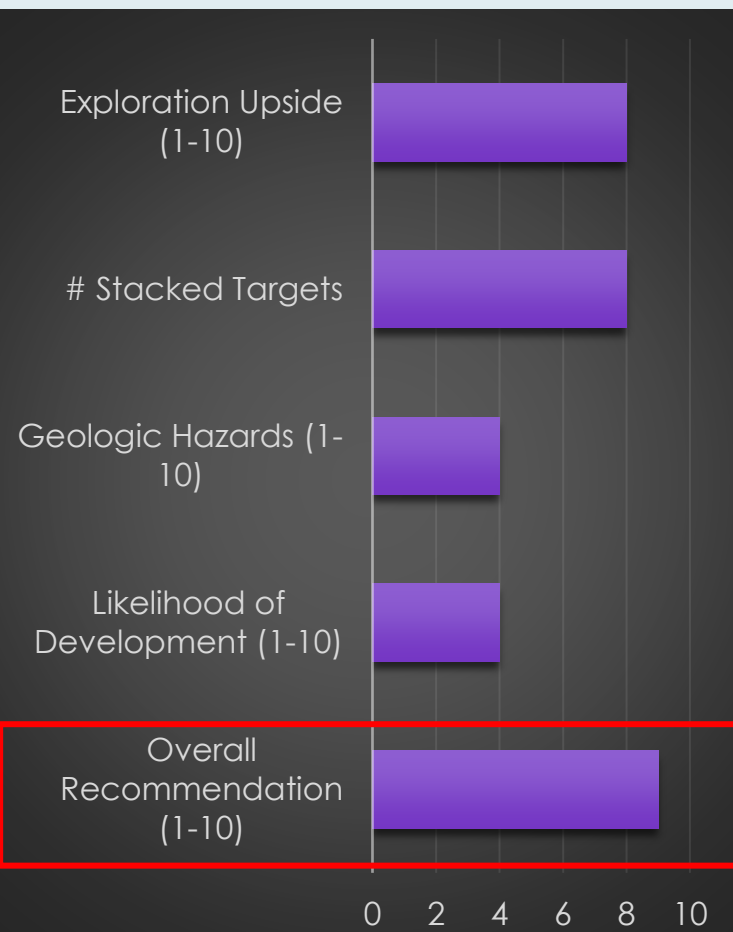 Exploration Upside
(1-10)
# Stacked Targets
Geologic Hazards (1-
10)
Likelihood of
Development (1-10)
Overall
Recommendation
(1-10)
0 2 4 6 8 10